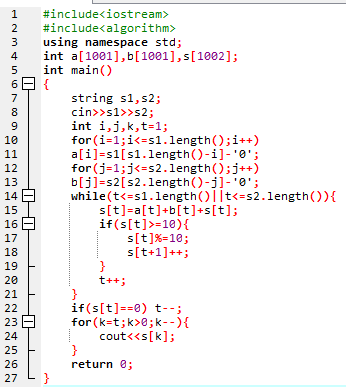 1 #include<iostream>
2 #include<algorithm>
3 using namespace std;
4 int a[1001],b[1001],s[1002];
5 int main()
6 {
7 string s1,s2;
8 cin>>s1>>s2;
9 int i,j,k,t=1;
10 for(i=1;i<=s1.length();i++)
11 a[i]=s1[s1.length()-i]-'0';
12 for(j=1;j<=s2.length();j++)
13 b[j]=s2[s2.length()-j]-'0';
14 while(t<=s1.length()||t<=s2.length()){
15 s[t]=a[t]+b[t]+s[t];
16 if(s[t]>=10){
17 s[t]%=10;
18 s[t+1]++;
19 }
20 t++;
21 }
22 if(s[t]==0) t--;
23 for(k=t;k>0;k--){
24 cout<<s[k];
25 }
26 return 0;
27 }